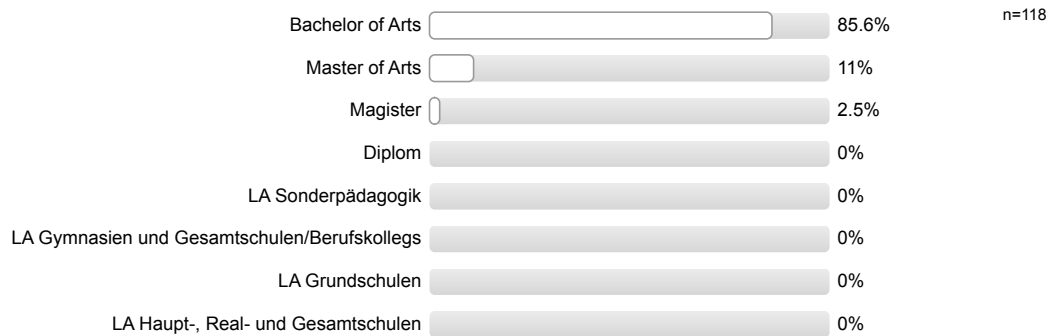 Bachelor of Arts 85.6% n=118
Master of Arts 11%
Magister 2.5%
Diplom 0%
LA Sonderpädagogik 0%
LA Gymnasien und Gesamtschulen/Berufskollegs 0%
LA Grundschulen 0%
LA Haupt-, Real- und Gesamtschulen 0%